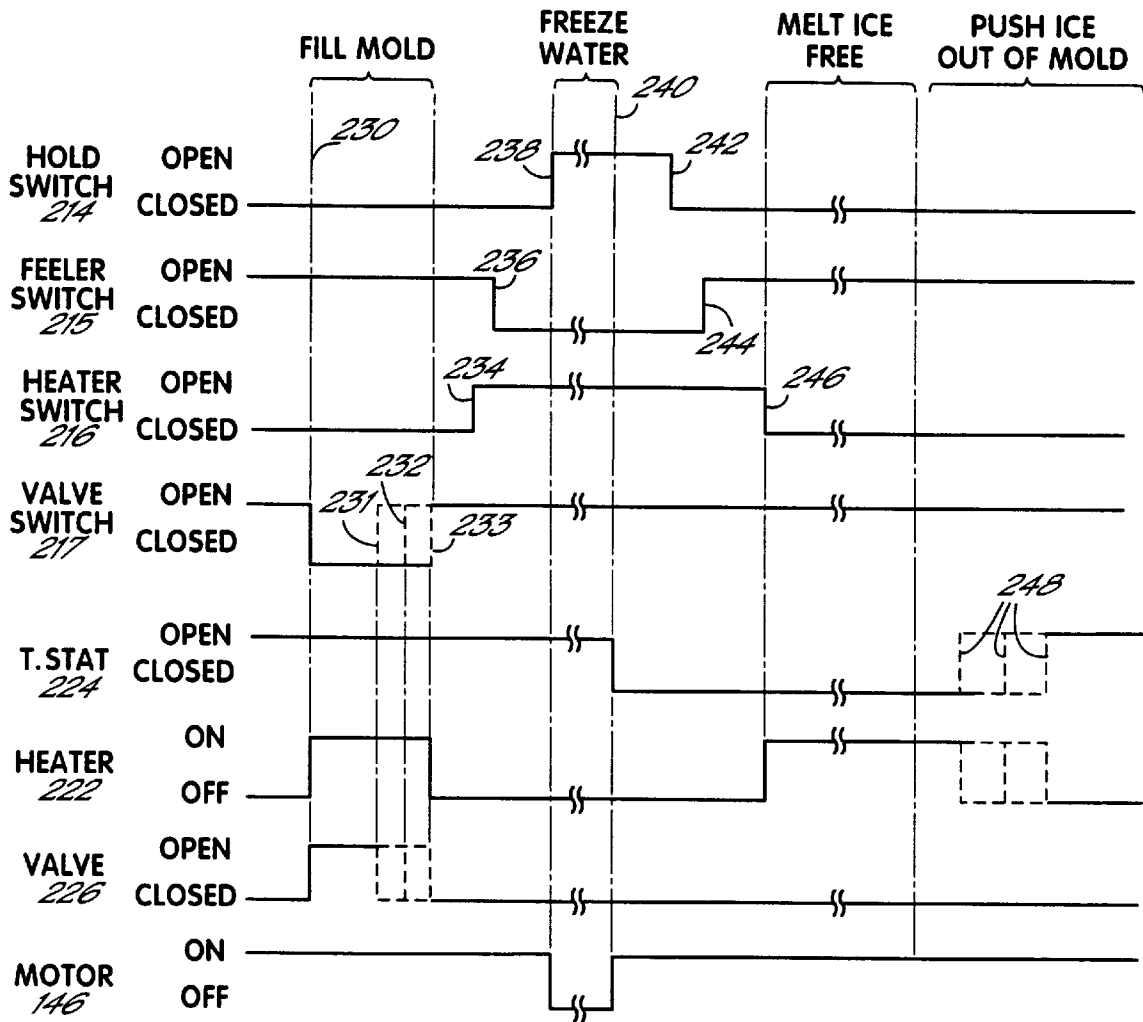 FILL MOLD
FREEZE
WATER
MELT ICE
FREE
PUSH ICE
OUT OF MOLD
230
240
HOLD
SWITCH
214
OPEN
CLOSED
238
242
FEELER
SWITCH
215
OPEN
CLOSED
236
244
HEATER
SWITCH
216
OPEN
CLOSED
234
246
VALVE
SWITCH
217
OPEN
CLOSED
231
232
233
T.STAT
224
OPEN
CLOSED
248
HEATER
222
ON
OFF
VALVE
226
OPEN
CLOSED
MOTOR
146
ON
OFF